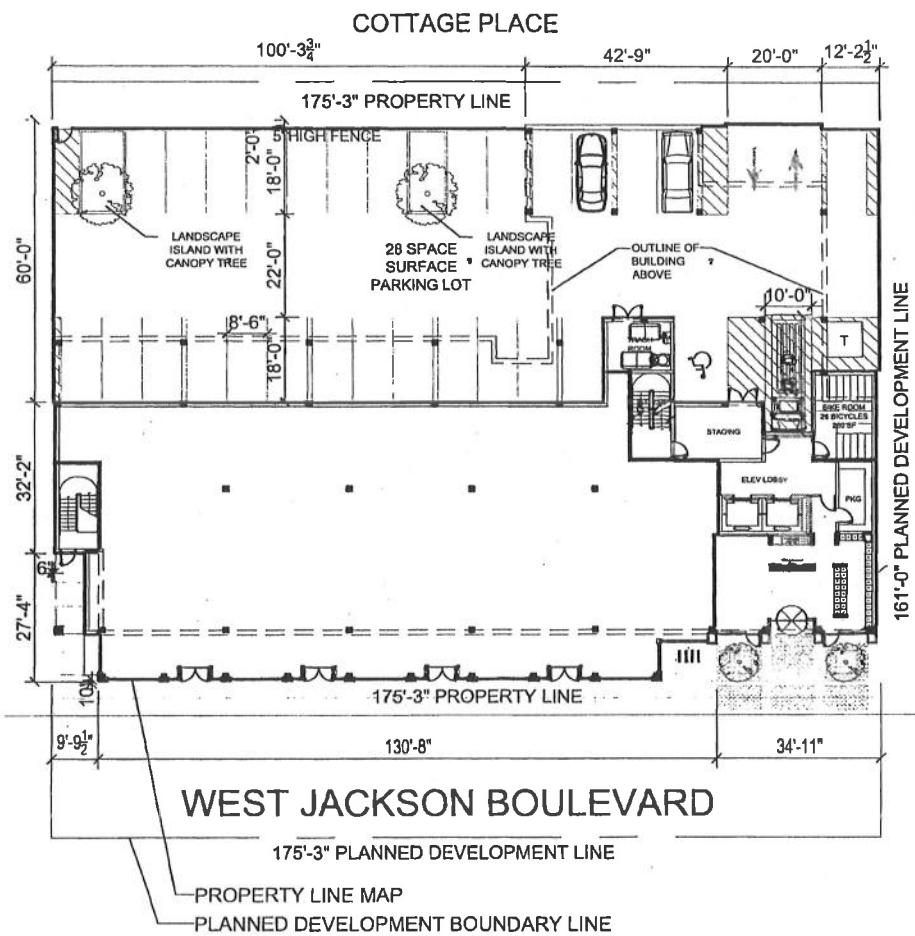 COTTAGE PLACE
100'-3¾" 42'-9" 20'-0" 12'-2½"
175'-3" PROPERTY LINE
5' HIGH FENCE
2'-0"
18'-0"
LANDSCAPE
ISLAND WITH
CANOPY TREE
28 SPACE
SURFACE
PARKING LOT
LANDSCAPE
ISLAND WITH
CANOPY TREE
OUTLINE OF
BUILDING
ABOVE
60'-0"
22'-0"
10'-0"
8'-6"
18'-0"
TRASH
ROOM
T
BIKE ROOM
26 BICYCLES
STAGING
ELEV LOBBY
PKG
32'-2"
27'-4"
6"
10"
161'-0" PLANNED DEVELOPMENT LINE
175'-3" PROPERTY LINE
9'-9½" 130'-8" 34'-11"
WEST JACKSON BOULEVARD
175'-3" PLANNED DEVELOPMENT LINE
PROPERTY LINE MAP
PLANNED DEVELOPMENT BOUNDARY LINE